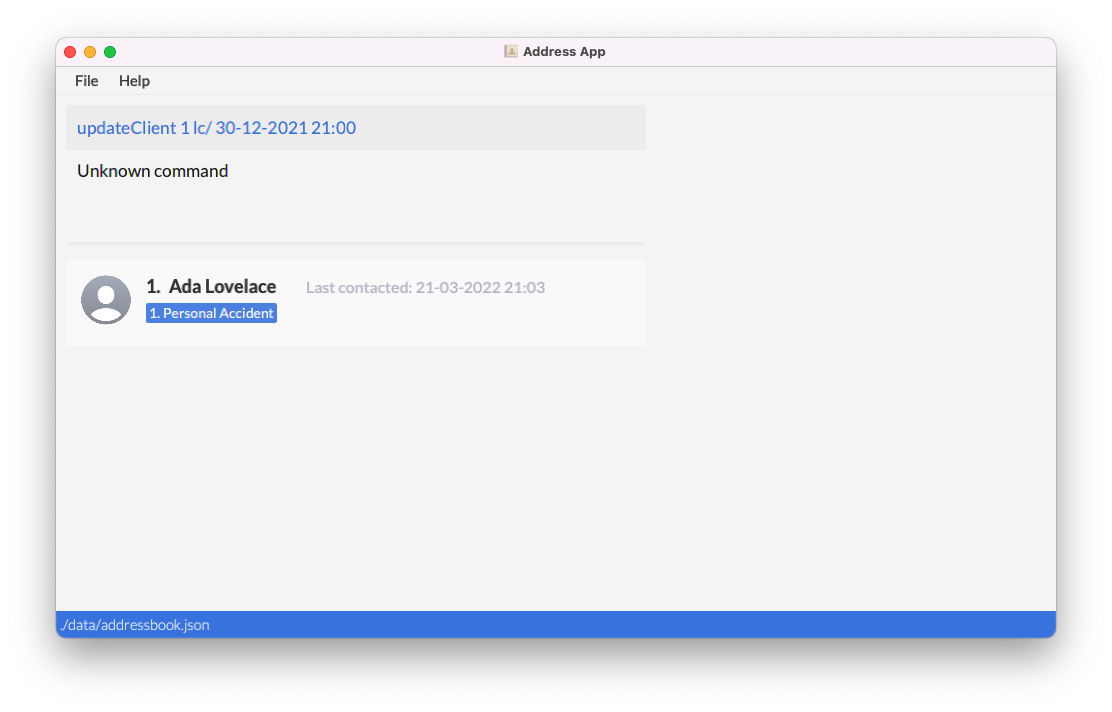 Address App
File Help
updateClient 1 lc/ 30-12-2021 21:00
Unknown command
1. Ada Lovelace Last contacted: 21-03-2022 21:03
1. Personal Accident
./data/addressbook.json